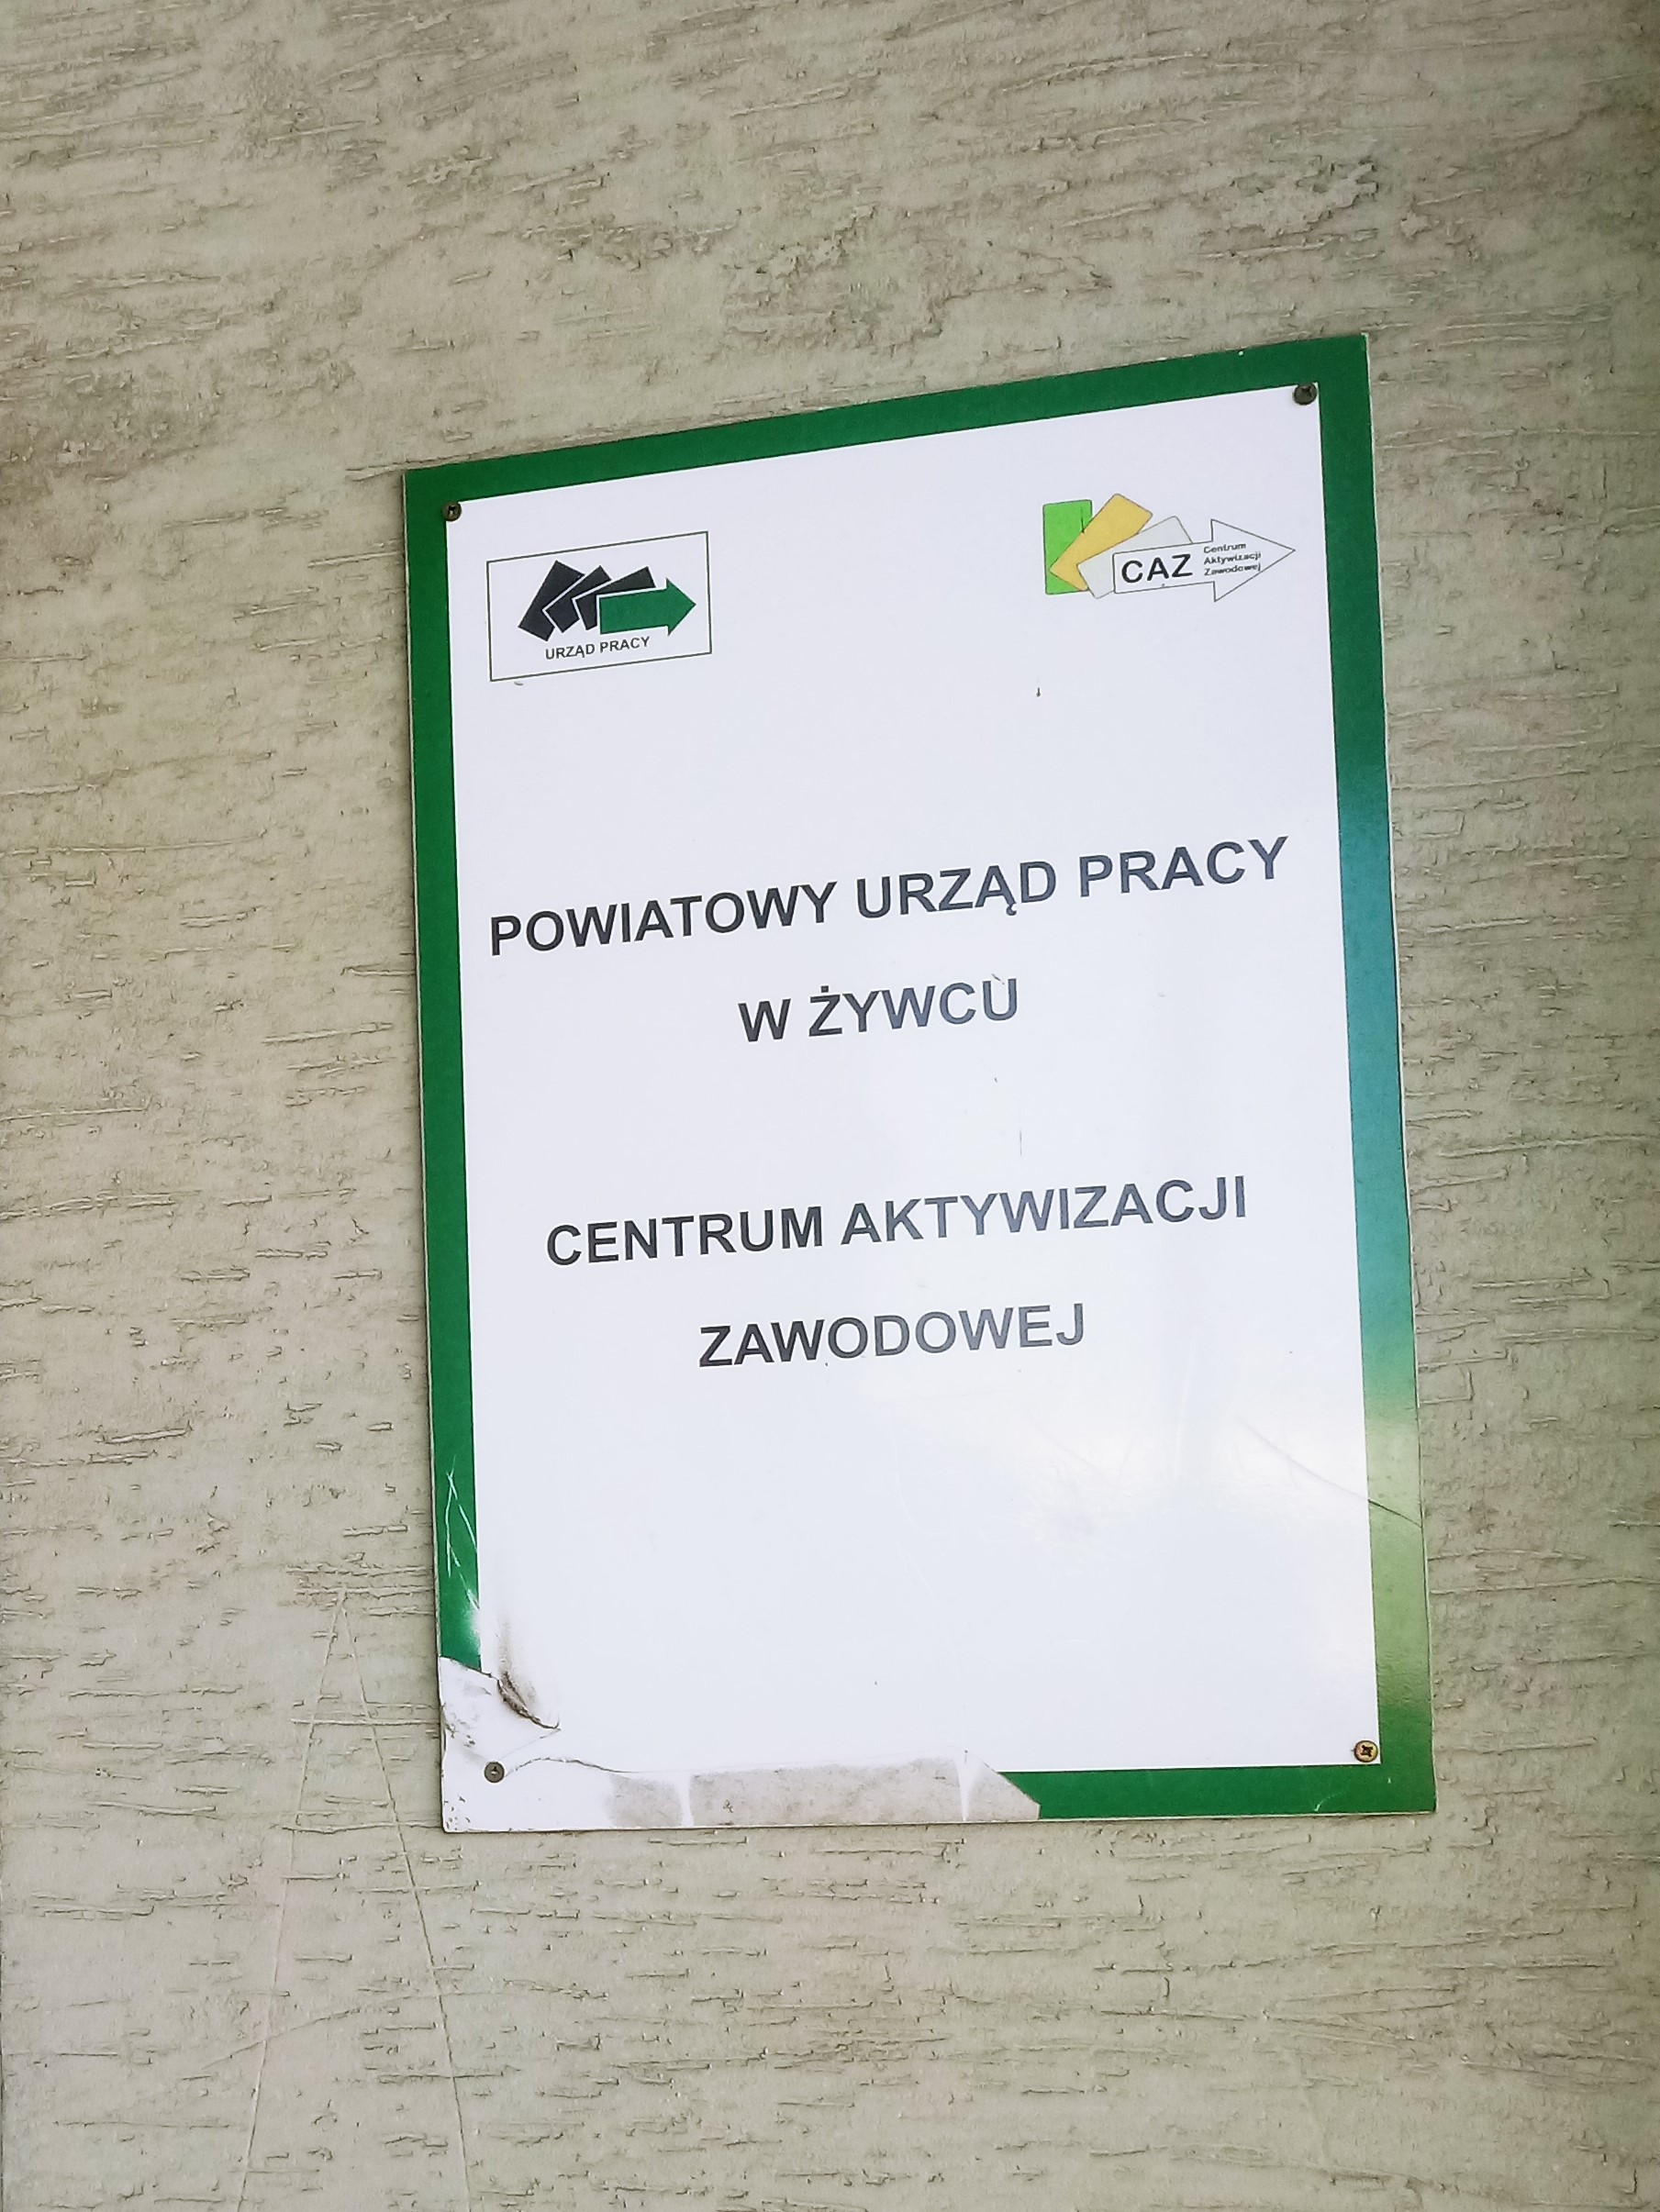 URZĄD PRACY
CAZ
Centrum
Aktywizacji
Zawodowej
POWIATOWY URZĄD PRACY
W ŻYWCU
CENTRUM AKTYWIZACJI
ZAWODOWEJ